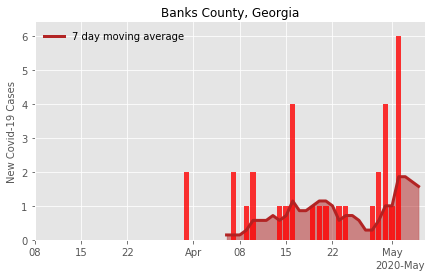 Banks County, Georgia
7 day moving average
New Covid-19 Cases
6
5
4
3
2
1
0
08 15 22 Apr 08 15 22 May
2020-May